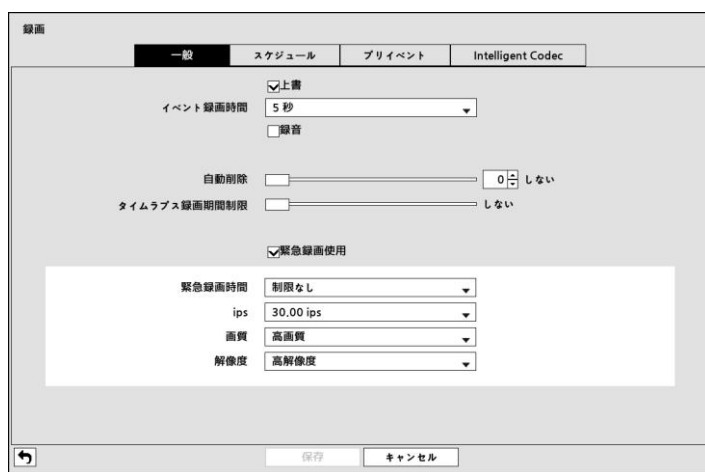 録画
一般 スケジュール プリイベント Intelligent Codec
上書
イベント録画時間 5 秒
録音
自動削除 0 しない
タイムラプス録画期間制限 しない
緊急録画使用
緊急録画時間 制限なし
ips 30.00 ips
画質 高画質
解像度 高解像度
保存 キャンセル